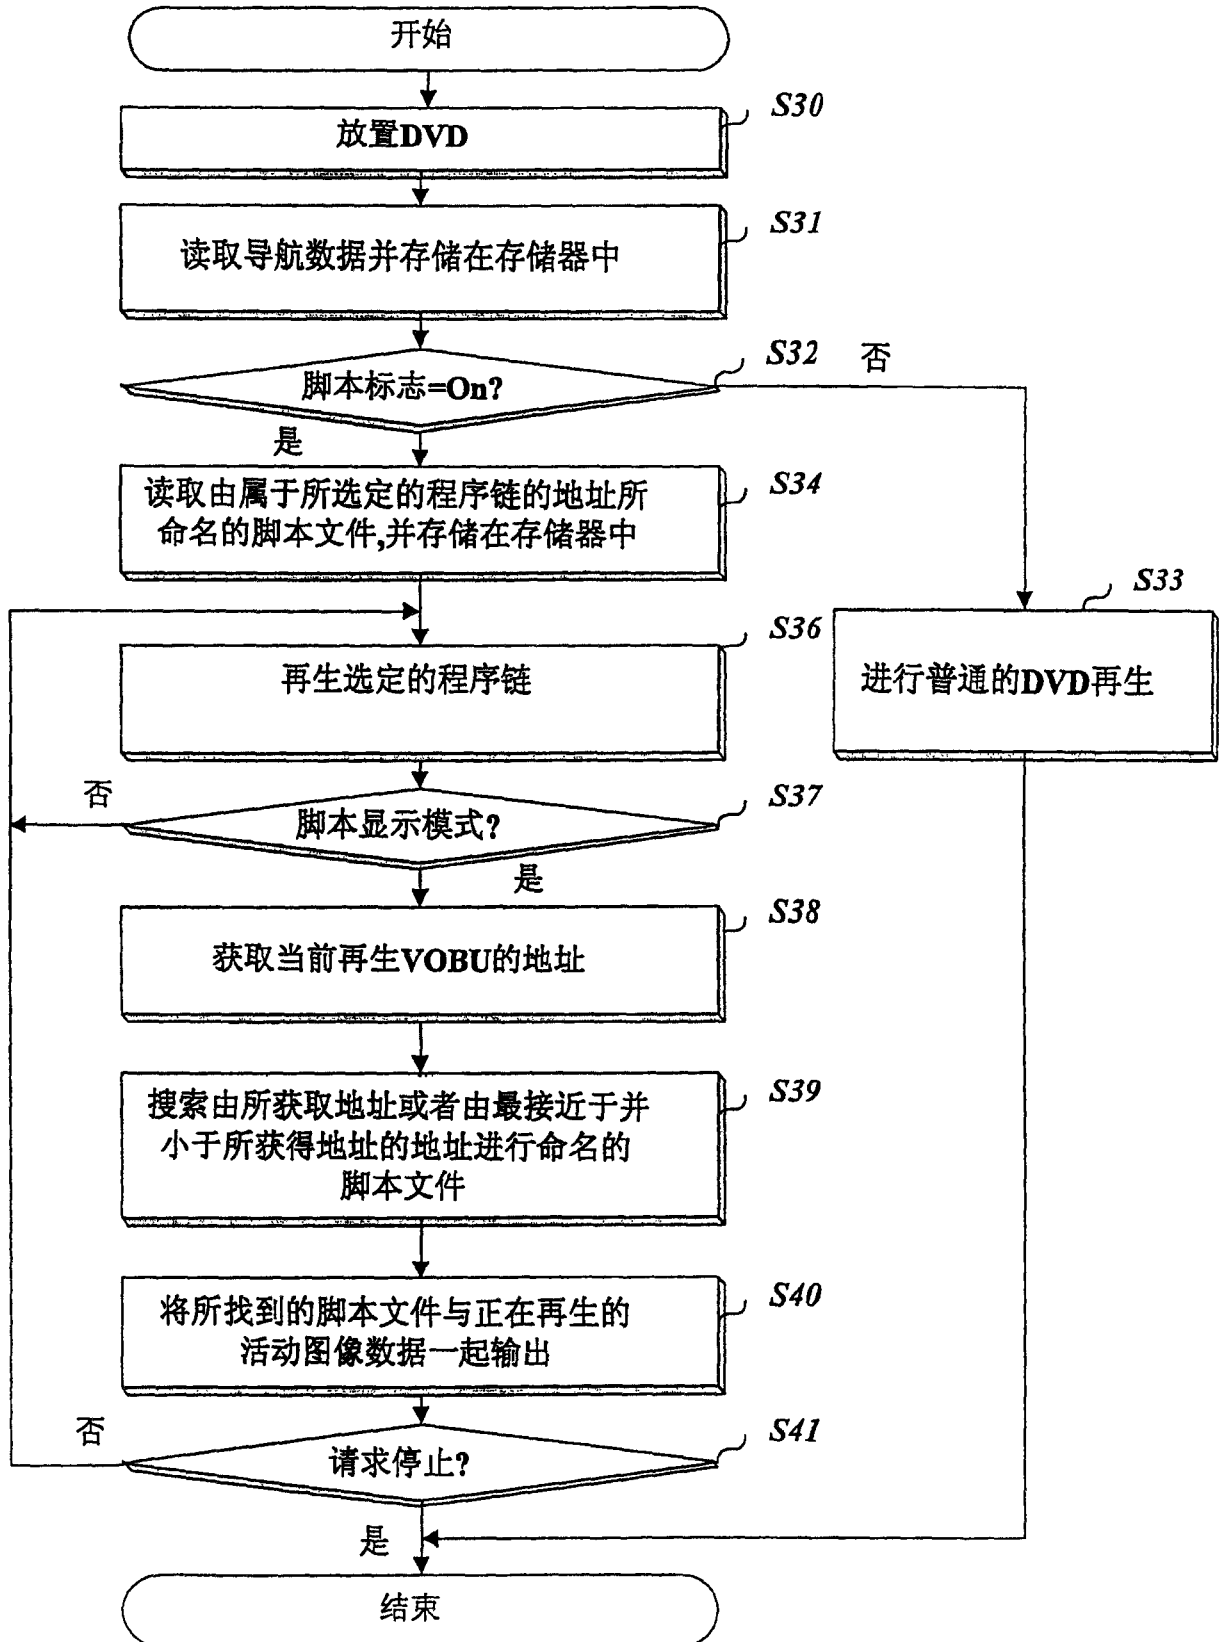 开始
S30
放置DVD
S31
读取导航数据并存储在存储器中
S32
否
脚本标志=On?
是
S34
读取由属于所选定的程序链的地址所
命名的脚本文件,并存储在存储器中
S33
S36
再生选定的程序链
进行普通的DVD再生
否
S37
脚本显示模式?
是
S38
获取当前再生VOBU的地址
S39
搜索由所获取地址或者由最接近于并
小于所获得地址的地址进行命名的
脚本文件
S40
将所找到的脚本文件与正在再生的
活动图像数据一起输出
否
S41
请求停止?
是
结束